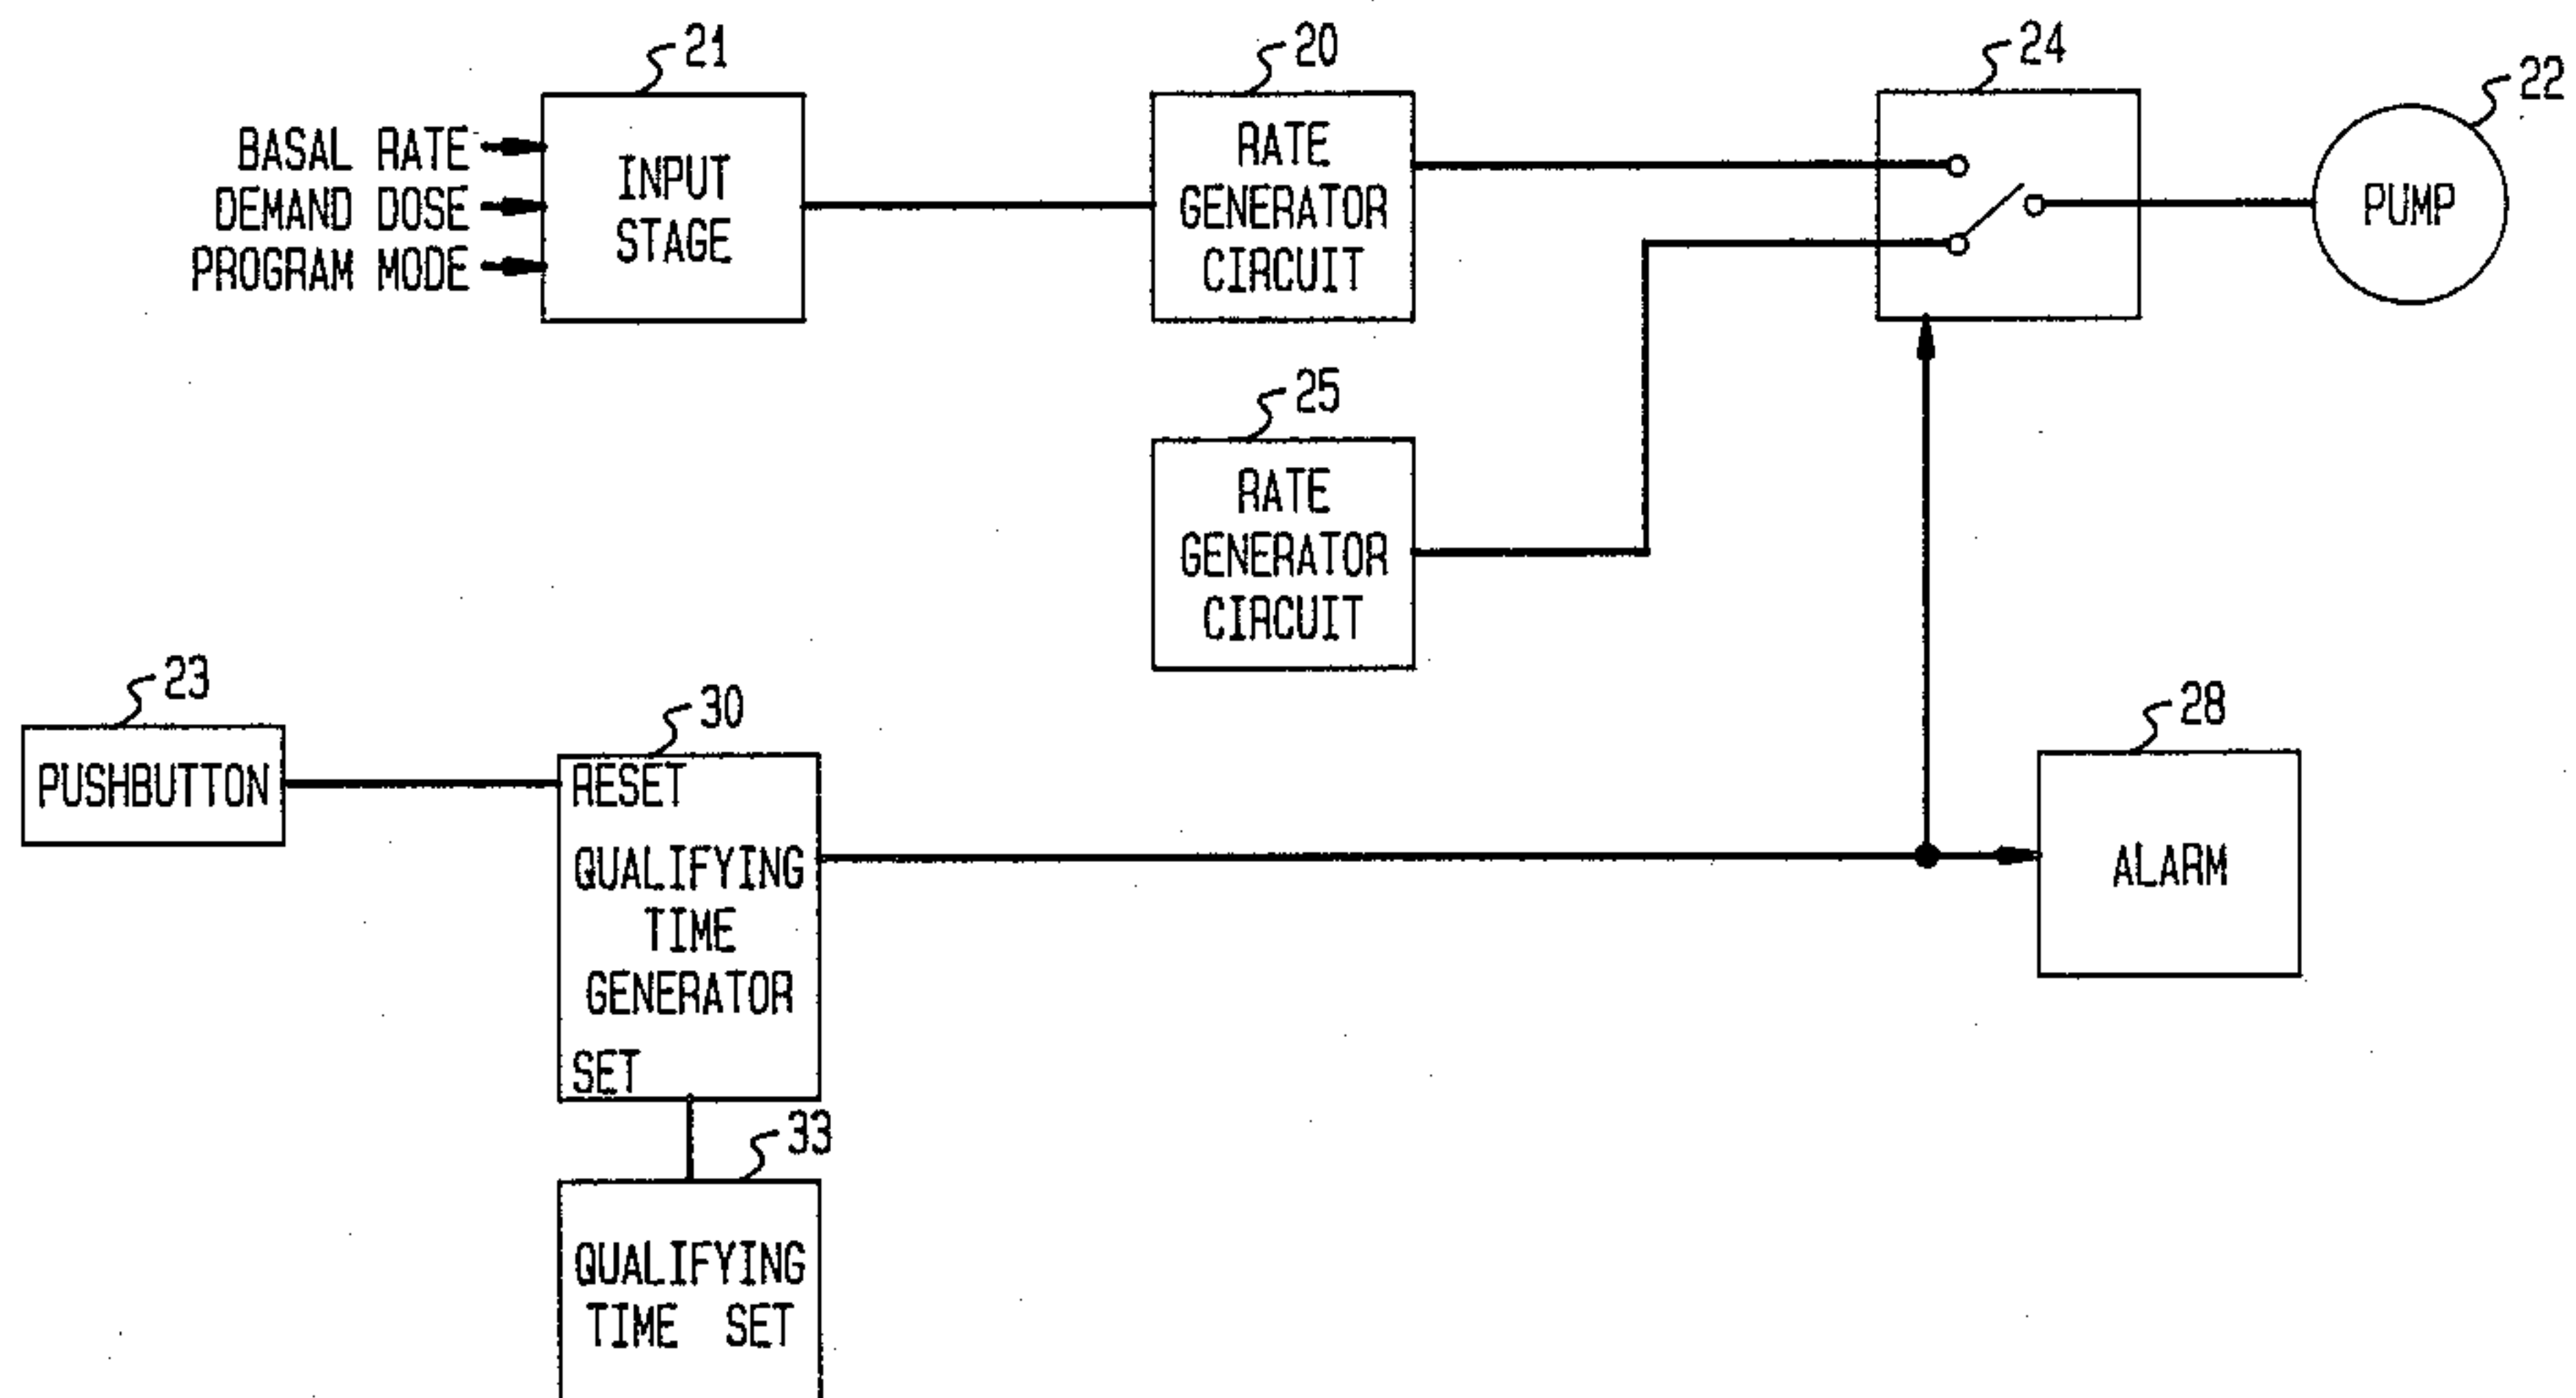 21
20
24
22
BASAL RATE
DEMAND DOSE
PROGRAM MODE
INPUT
STAGE
RATE
GENERATOR
CIRCUIT
PUMP
25
RATE
GENERATOR
CIRCUIT
23
PUSHBUTTON
30
RESET
QUALIFYING
TIME
GENERATOR
SET
28
ALARM
33
QUALIFYING
TIME SET